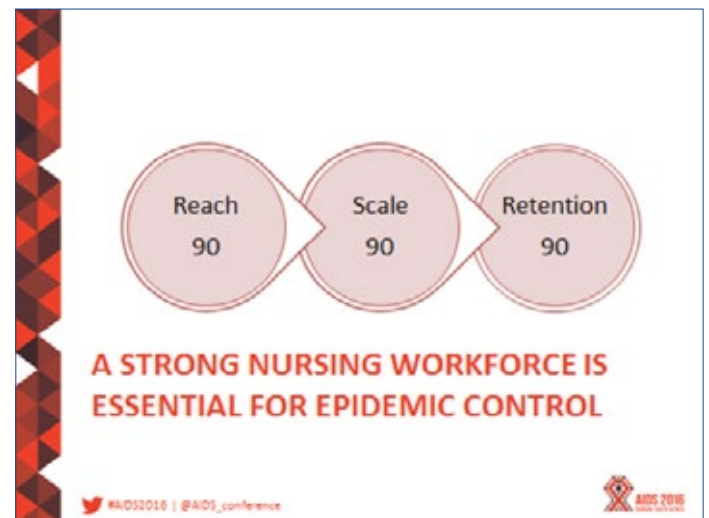 Reach
90
Scale
90
Retention
90
A STRONG NURSING WORKFORCE IS
ESSENTIAL FOR EPIDEMIC CONTROL
#AIDS2016 | @AIDS_conference
AIDS 2016